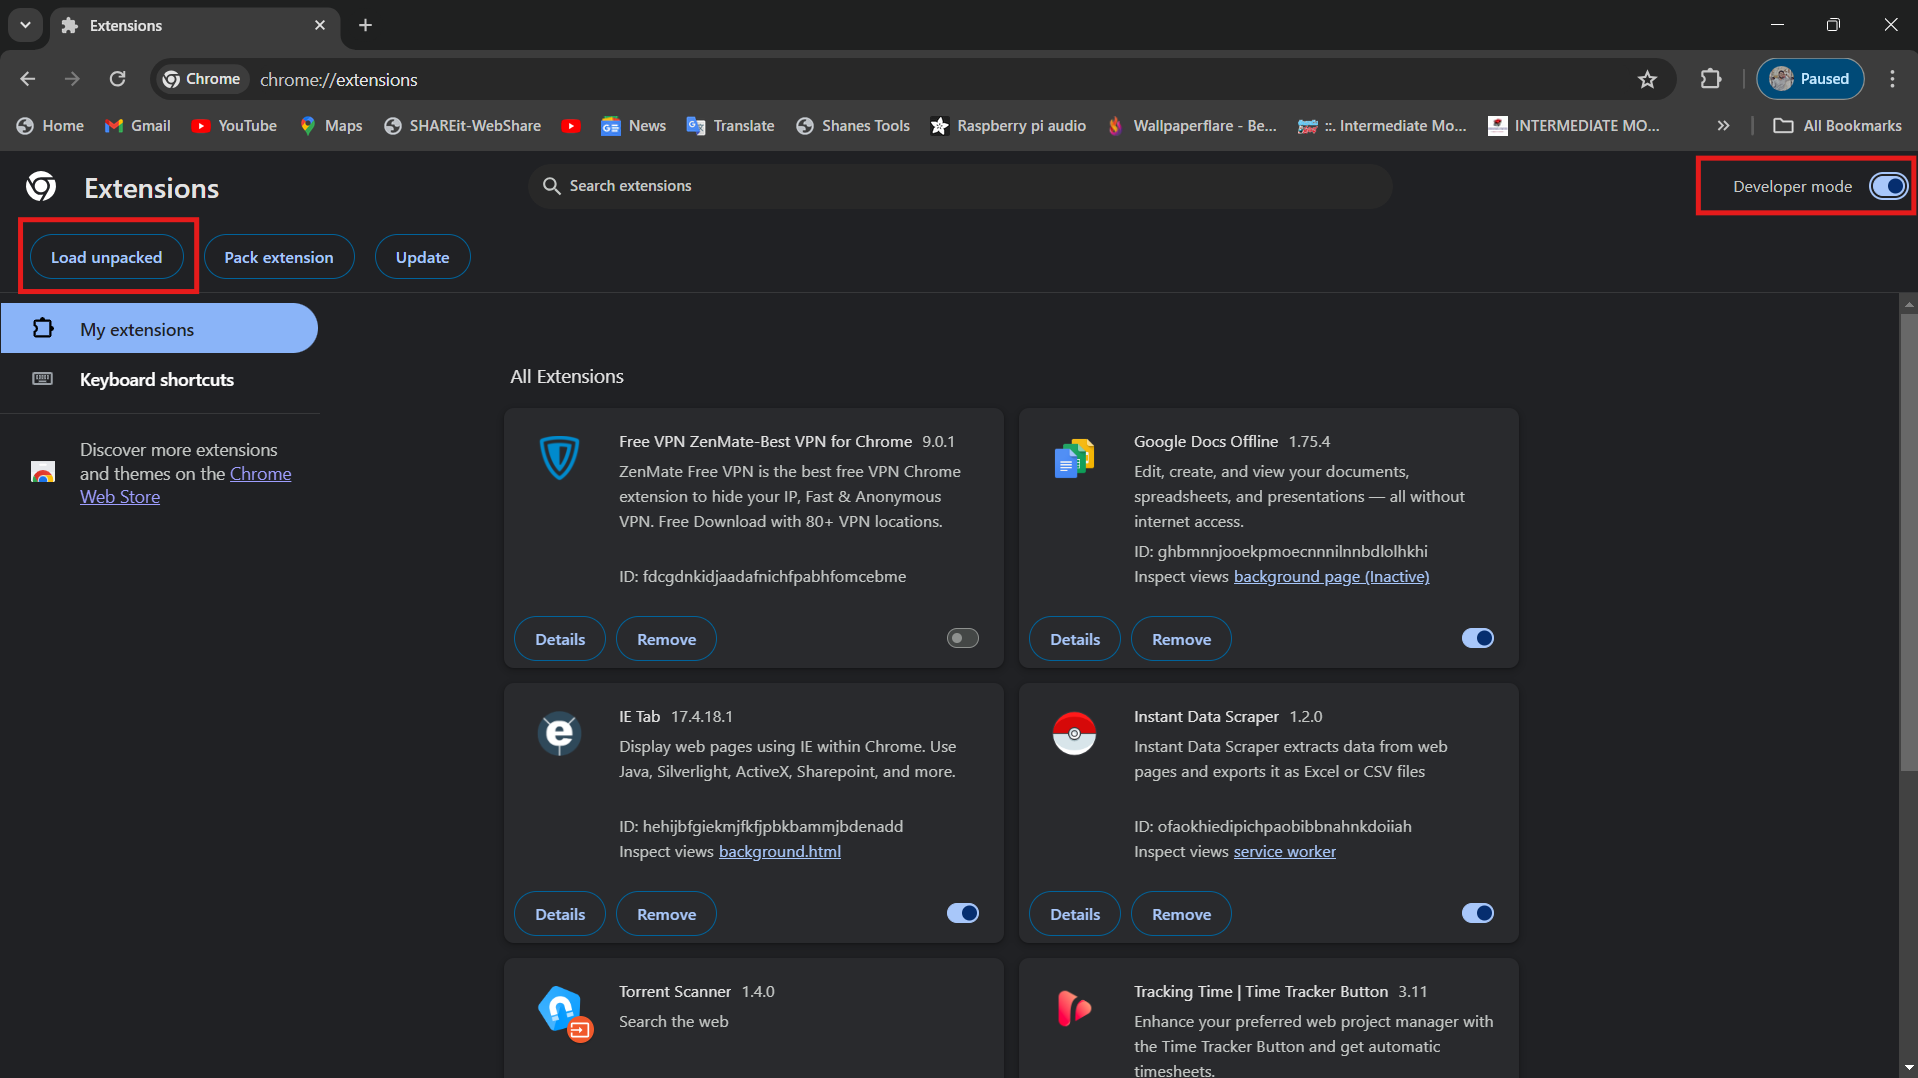 Extensions
Chrome
chrome://extensions
Paused
Home
Gmail
YouTube
Maps
SHAREit-WebShare
News
Translate
Shanes Tools
Raspberry pi audio
Wallpaperflare - Be...
::. Intermediate Mo...
INTERMEDIATE MO...
All Bookmarks
Extensions
Search extensions
Developer mode
Load unpacked
Pack extension
Update
My extensions
Keyboard shortcuts
Discover more extensions
and themes on the Chrome
Web Store
All Extensions
Free VPN ZenMate-Best VPN for Chrome 9.0.1
ZenMate Free VPN is the best free VPN Chrome
extension to hide your IP, Fast & Anonymous
VPN. Free Download with 80+ VPN locations.
ID: fdcgdnkidjaadafnichfpabhfomcebme
Details
Remove
Google Docs Offline 1.75.4
Edit, create, and view your documents,
spreadsheets, and presentations — all without
internet access.
ID: ghbmnnjooekpmoecnnnilnnbdlolhkhi
Inspect views background page (Inactive)
Details
Remove
IE Tab 17.4.18.1
Display web pages using IE within Chrome. Use
Java, Silverlight, ActiveX, Sharepoint, and more.
ID: hehijbfgiekmjfkfjpbkbammjbdenadd
Inspect views background.html
Details
Remove
Instant Data Scraper 1.2.0
Instant Data Scraper extracts data from web
pages and exports it as Excel or CSV files
ID: ofaokhiedipichpaobibbnahnkdoiiah
Inspect views service worker
Details
Remove
Torrent Scanner 1.4.0
Search the web
Tracking Time | Time Tracker Button 3.11
Enhance your preferred web project manager with
the Time Tracker Button and get automatic
timesheets.